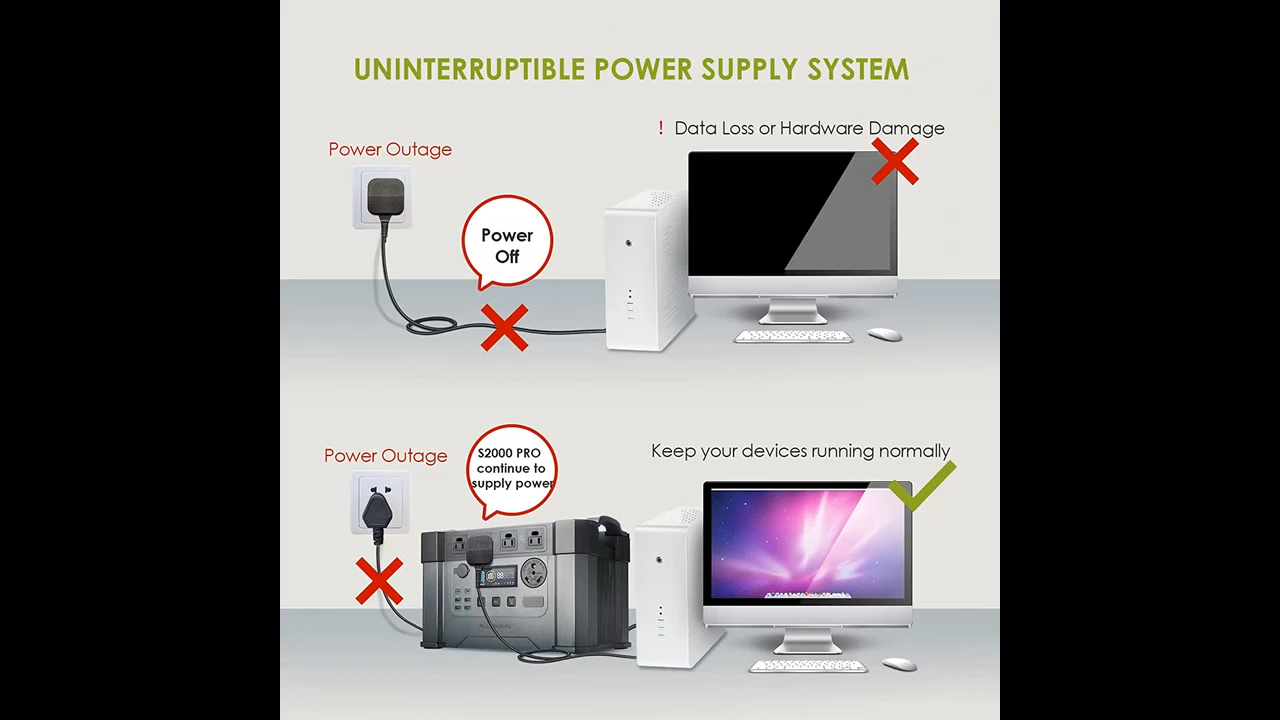 UNINTERRUPTIBLE POWER SUPPLY SYSTEM
! Data Loss or Hardware Damage
Power Outage
Power
Off
Power Outage
S2000 PRO
continue to
supply power
Keep your devices running normally